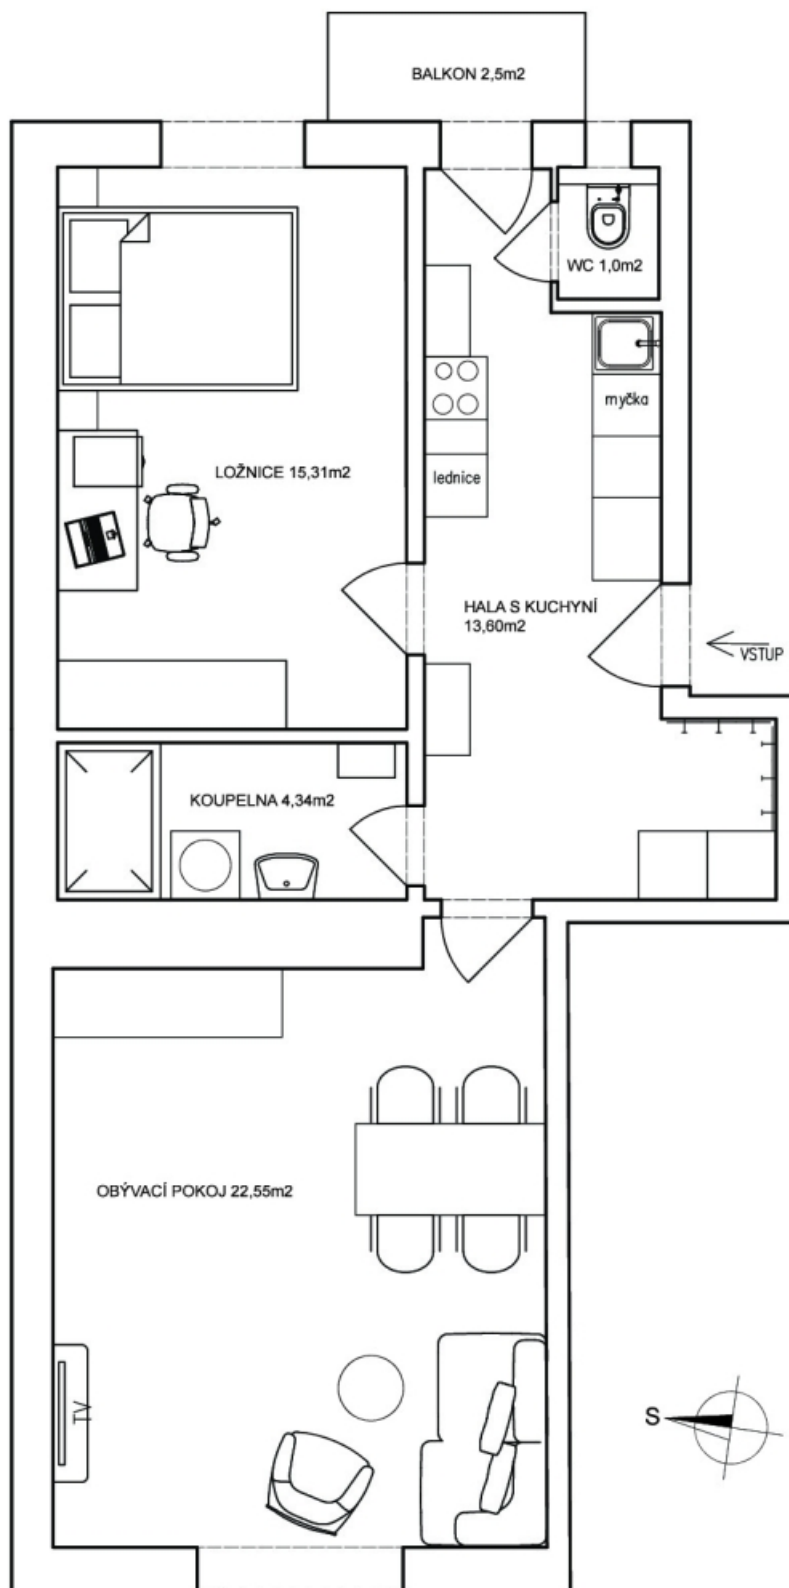 BALKON 2,5m2
WC 1,0m2
myčka
LOŽNICE 15,31m2
lednice
HALA S KUCHYNÍ
13,60m2
VSTUP
KOUPELNA 4,34m2
OBÝVACÍ POKOJ 22,55m2
TV
S